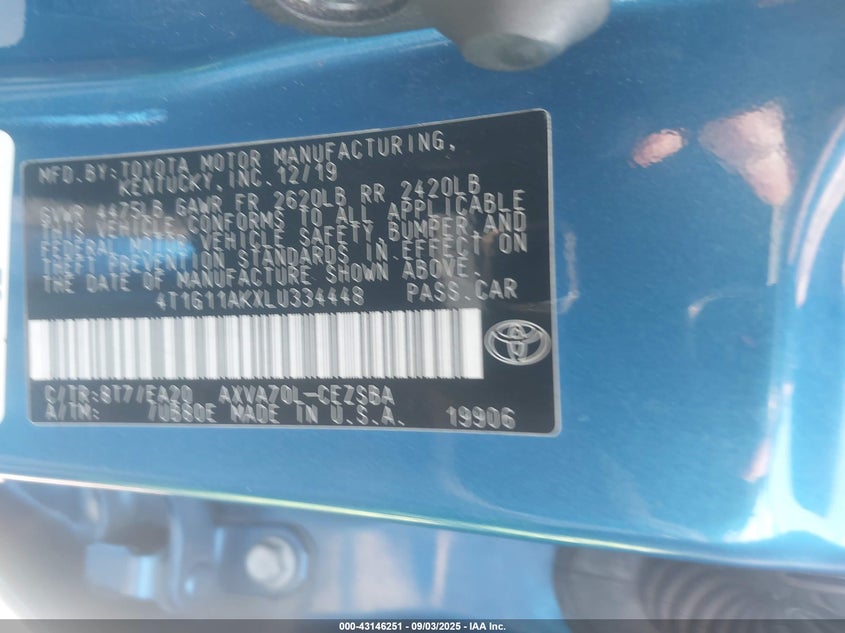 MFD.BY:TOYOTA MOTOR MANUFACTURING,
KENTUCKY, INC. 12/19
GVWR 4475LB GAWR FR 2620LB RR 2420LB
THIS VEHICLE CONFORMS TO ALL APPLICABLE
FEDERAL MOTOR VEHICLE SAFETY, BUMPER, AND
THEFT PREVENTION STANDARDS IN EFFECT ON
THE DATE OF MANUFACTURE SHOWN ABOVE.
4T1G11AKXLU334448 PASS.CAR
C/TR:8T7/EA20 AXVA70L-CEZSBA
A/TM: /UB80E MADE IN U.S.A. 19906
000-43146251 - 09/03/2025 - IAA Inc.